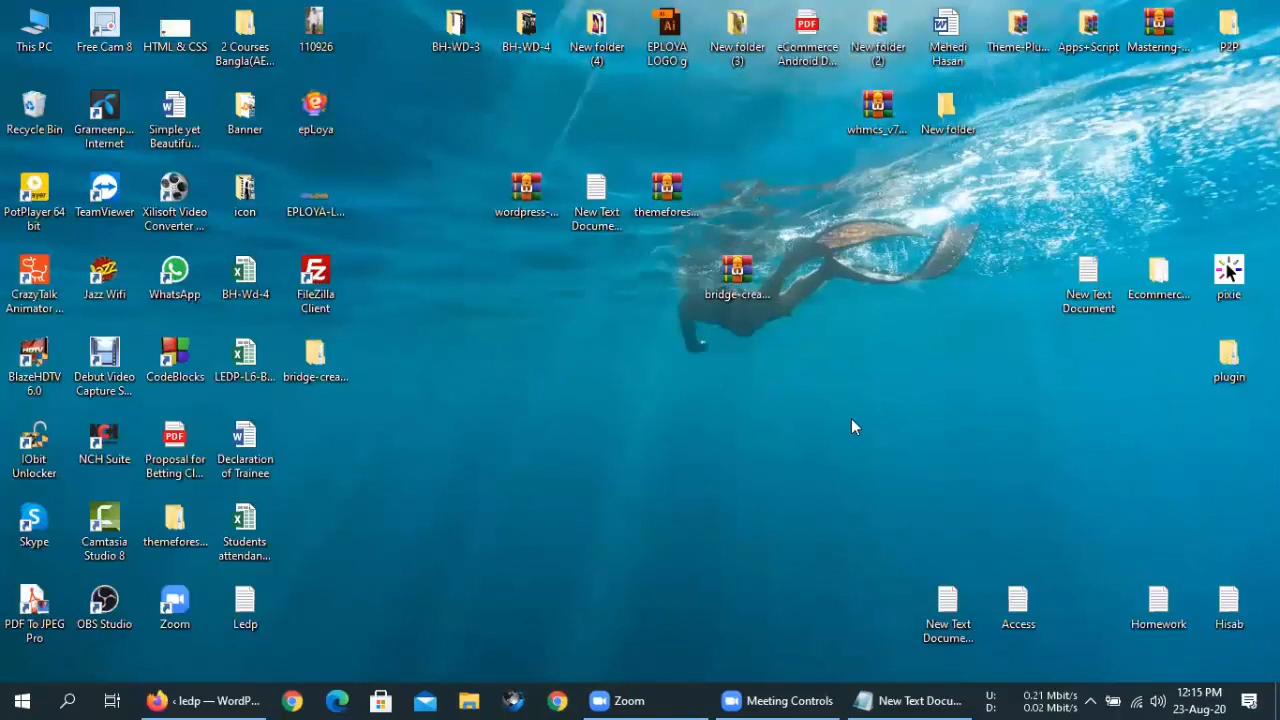 This PC
Free Cam 8
HTML & CSS
2 Courses
Bangla(AE...
110926
BH-WD-3
BH-WD-4
New folder
(4)
EPLOYA
LOGO g
New folder
(3)
eCommerce
Android D...
New folder
(2)
Mehedi
Hasan
Theme-Plu...
Apps+Script
Mastering-...
P2P
Recycle Bin
Grameenp...
Internet
Simple yet
Beautifu...
Banner
epLoya
whmcs_v7...
New folder
PotPlayer 64
bit
TeamViewer
Xilisoft Video
Converter ...
icon
EPLOYA-L...
wordpress-...
New Text
Docume...
themefores...
CrazyTalk
Animator ...
Jazz Wifi
WhatsApp
BH-Wd-4
FileZilla
Client
bridge-crea...
New Text
Document
Ecommerc...
pixie
BlazeHDTV
6.0
Debut Video
Capture S...
CodeBlocks
LEDP-L6-B...
bridge-crea...
plugin
IObit
Unlocker
NCH Suite
Proposal for
Betting Cl...
Declaration
of Trainee
Skype
Camtasia
Studio 8
themefores...
Students
attendan...
PDF To JPEG
Pro
OBS Studio
Zoom
Ledp
New Text
Docume...
Access
Homework
Hisab
‹ ledp — WordP...
Zoom
Meeting Controls
New Text Docu...
U: 0.21 Mbit/s
D: 0.02 Mbit/s
12:15 PM
23-Aug-20